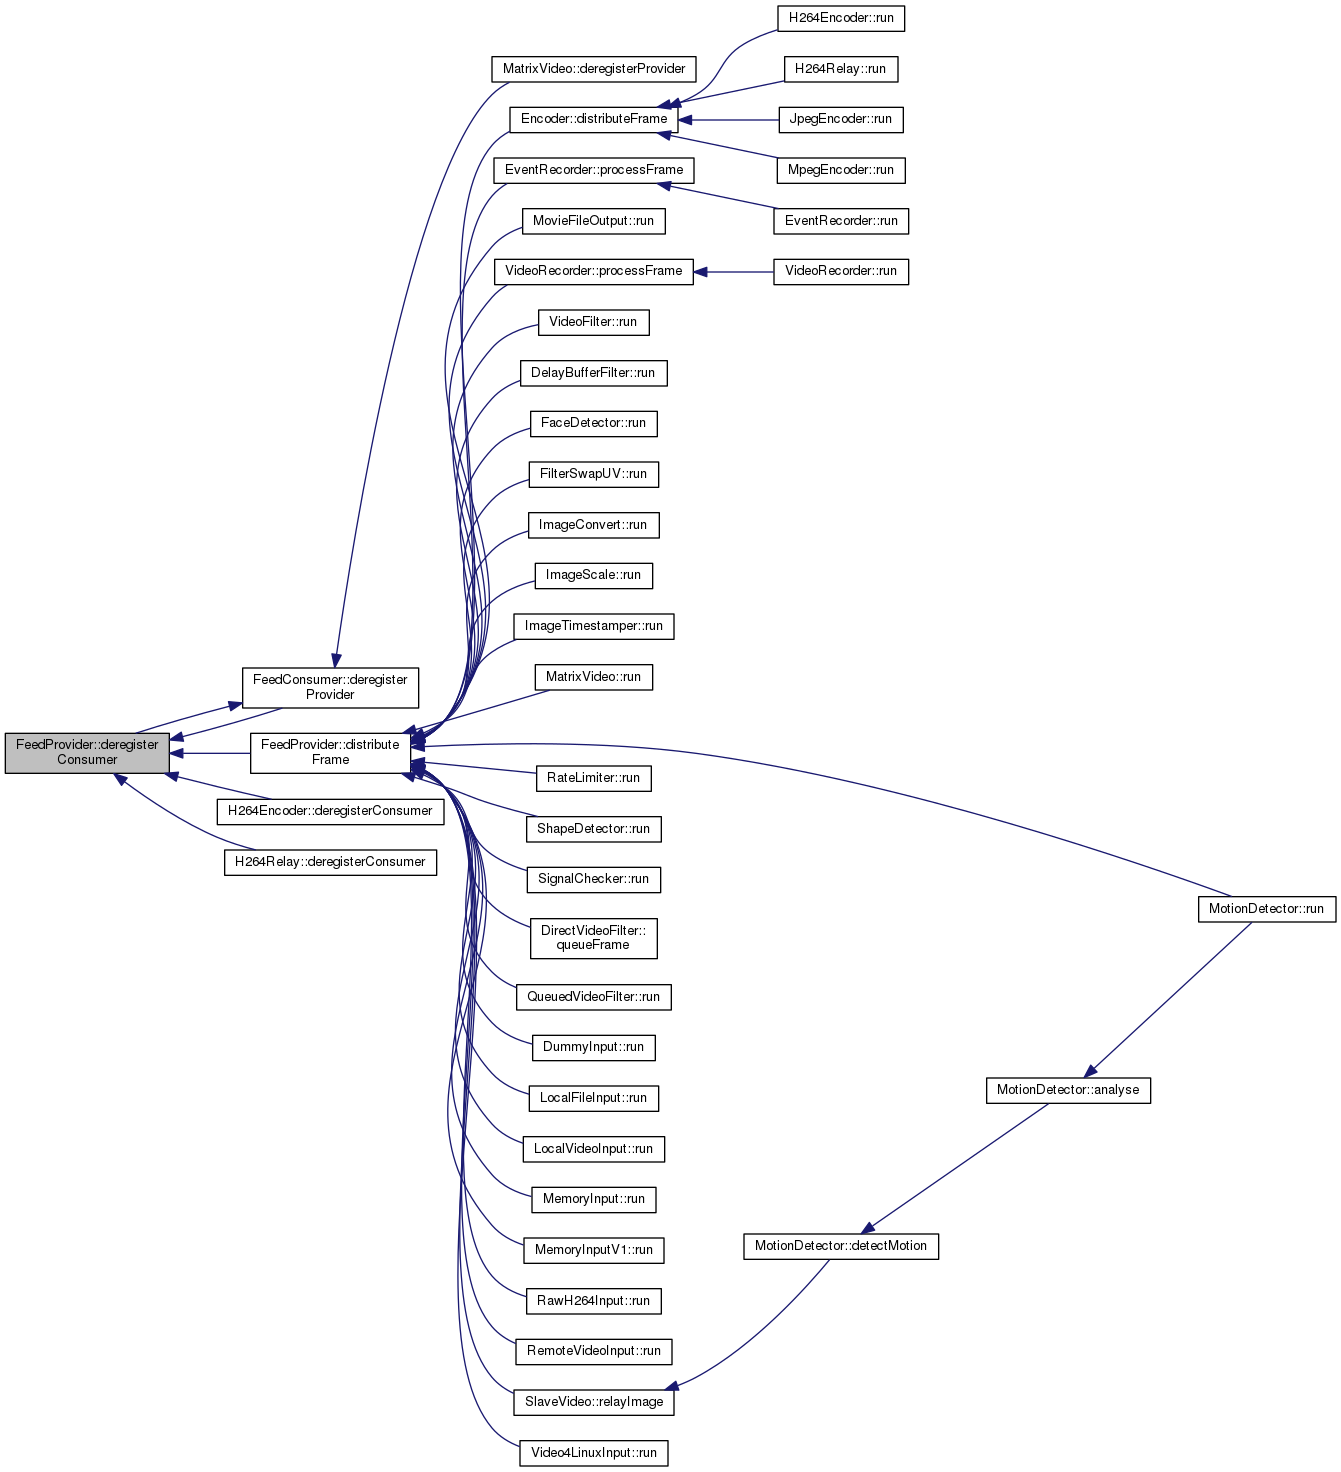 H264Encoder::run
MatrixVideo::deregisterProvider
H264Relay::run
Encoder::distributeFrame
JpegEncoder::run
EventRecorder::processFrame
MpegEncoder::run
MovieFileOutput::run
EventRecorder::run
VideoRecorder::processFrame
VideoRecorder::run
VideoFilter::run
DelayBufferFilter::run
FaceDetector::run
FilterSwapUV::run
ImageConvert::run
ImageScale::run
ImageTimestamper::run
MatrixVideo::run
FeedConsumer::deregister
Provider
FeedProvider::deregister
Consumer
FeedProvider::distribute
Frame
RateLimiter::run
H264Encoder::deregisterConsumer
ShapeDetector::run
H264Relay::deregisterConsumer
SignalChecker::run
MotionDetector::run
DirectVideoFilter::
queueFrame
QueuedVideoFilter::run
DummyInput::run
MotionDetector::analyse
LocalFileInput::run
LocalVideoInput::run
MemoryInput::run
MotionDetector::detectMotion
MemoryInputV1::run
RawH264Input::run
RemoteVideoInput::run
SlaveVideo::relayImage
Video4LinuxInput::run